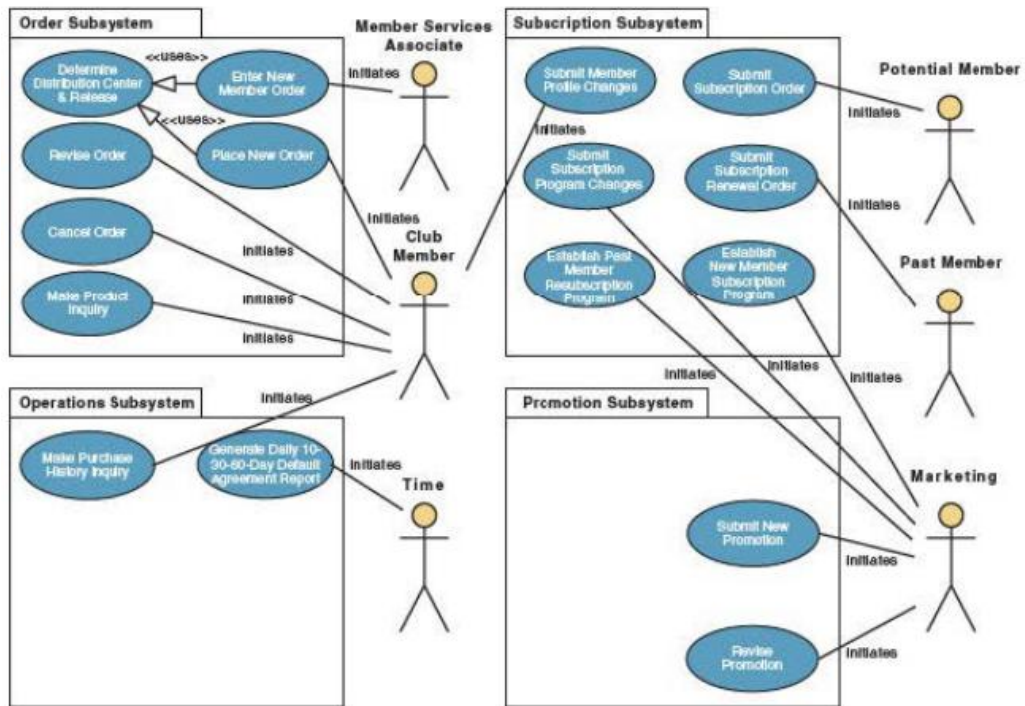 Order Subsystem
Determine
Distribution Center
& Release
<<uses>>
Enter New
Member Order
<<uses>>
Revise Order
Place New Order
Cancel Order
Make Product
Inquiry
Initiates
Initiates
Initiates
Member Services
Associate
Initiates
Initiates
Club
Member
Subscription Subsystem
Submit Member
Profile Changes
Submit
Subscription Order
Initiates
Submit
Subscription
Program Changes
Submit
Subscription
Renewal Order
Establish Past
Member
Resubscription
Program
Establish
New Member
Subscription
Program
Potential Member
Initiates
Initiates
Past Member
Initiates
Initiates
Initiates
Operations Subsystem
Initiates
Make Purchase
History Inquiry
Generate Daily 10-
30-60-Day Default
Agreement Report
Initiates
Time
Promotion Subsystem
Marketing
Submit New
Promotion
Initiates
Revise
Promotion
Initiates